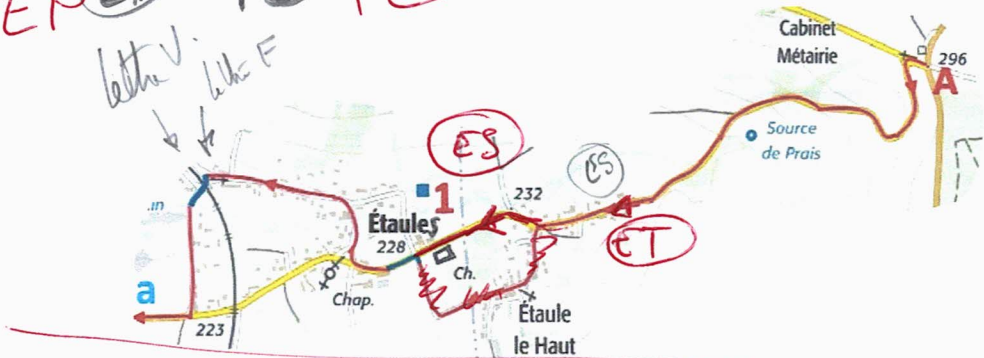 Cabinet
Métairie
296
A
lettre V.
lettre F
Source
de Prais
ES
ES
232
1
Étaules
228
ET
Ch.
a
Chap.
223
Étaule
le Haut